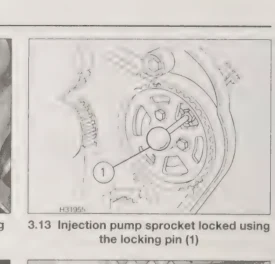 1
H31955
g
3.13 Injection pump sprocket locked using
the locking pin (1)